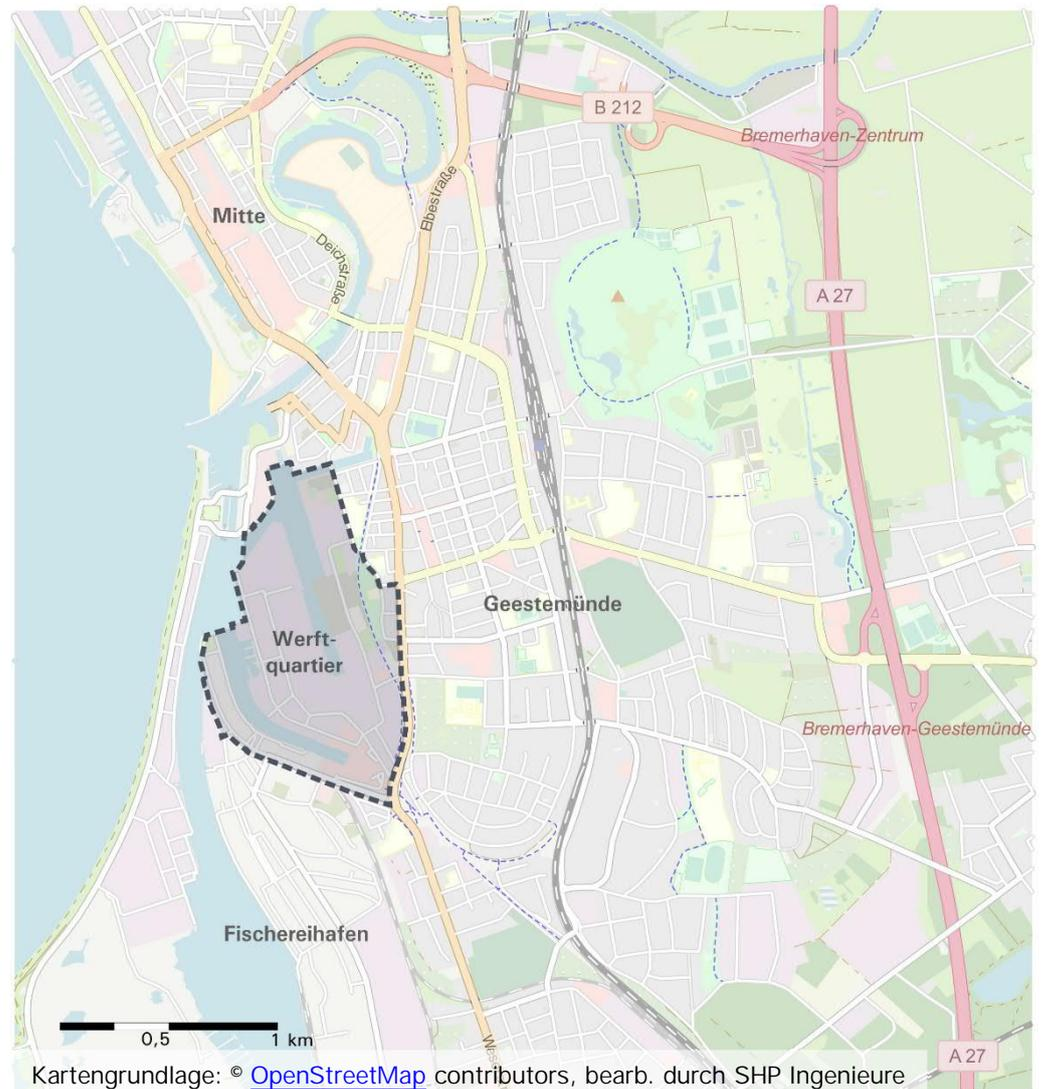 B 212
Bremerhaven-Zentrum
Elbestraße
Mitte
Deichstraße
A 27
Geestemünde
Werft-
quartier
Bremerhaven-Geestemünde
Fischereihafen
0,5
1 km
A 27
Kartengrundlage: © OpenStreetMap contributors, bearb. durch SHP Ingenieure